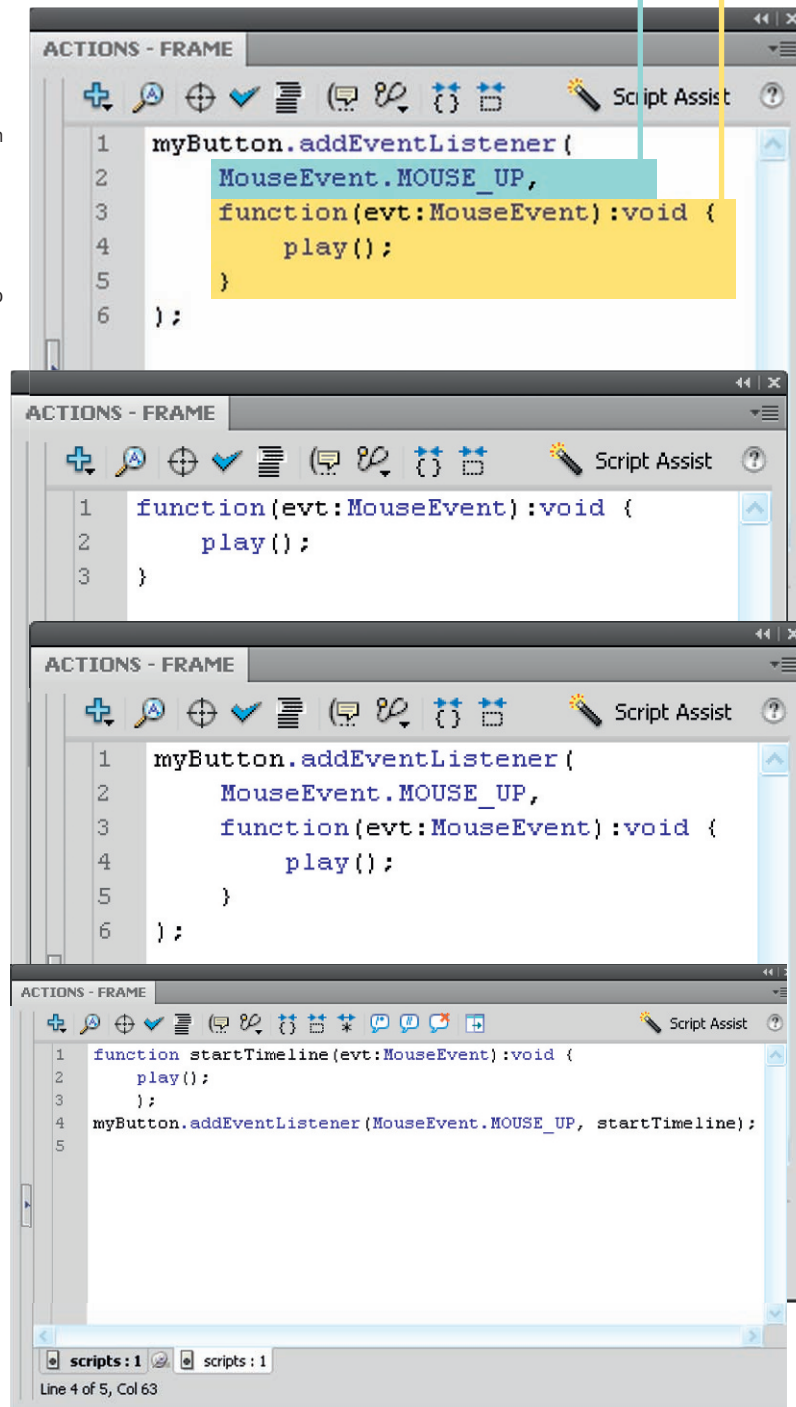 ACTIONS - FRAME
Script Assist ?
1 myButton.addEventListener(
2 MouseEvent.MOUSE_UP,
3 function(evt:MouseEvent):void {
4 play();
5 }
6 );
ACTIONS - FRAME
Script Assist ?
1 function(evt:MouseEvent):void {
2 play();
3 }
ACTIONS - FRAME
Script Assist ?
1 myButton.addEventListener(
2 MouseEvent.MOUSE_UP,
3 function(evt:MouseEvent):void {
4 play();
5 }
6 );
ACTIONS - FRAME
Script Assist ?
1 function startTimeline(evt:MouseEvent):void {
2 play();
3 );
4 myButton.addEventListener(MouseEvent.MOUSE_UP, startTimeline);
5
scripts : 1 scripts : 1
Line 4 of 5, Col 63